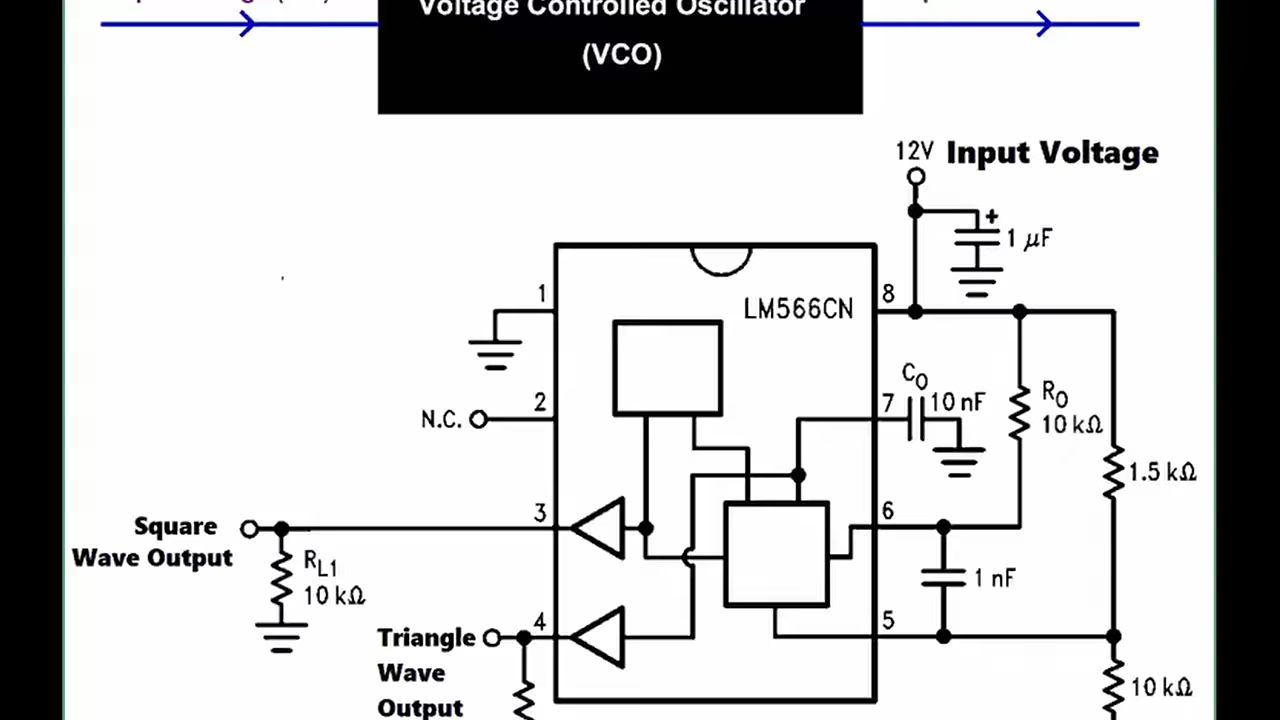 Voltage Controlled Oscillator
(VCO)
12V Input Voltage
+
1 µF
1
8
LM566CN
C₀
10 nF
7
R₀
10 kΩ
N.C.
2
1.5 kΩ
Square
Wave Output
3
6
R_L1
10 kΩ
1 nF
Triangle
Wave
Output
4
5
10 kΩ